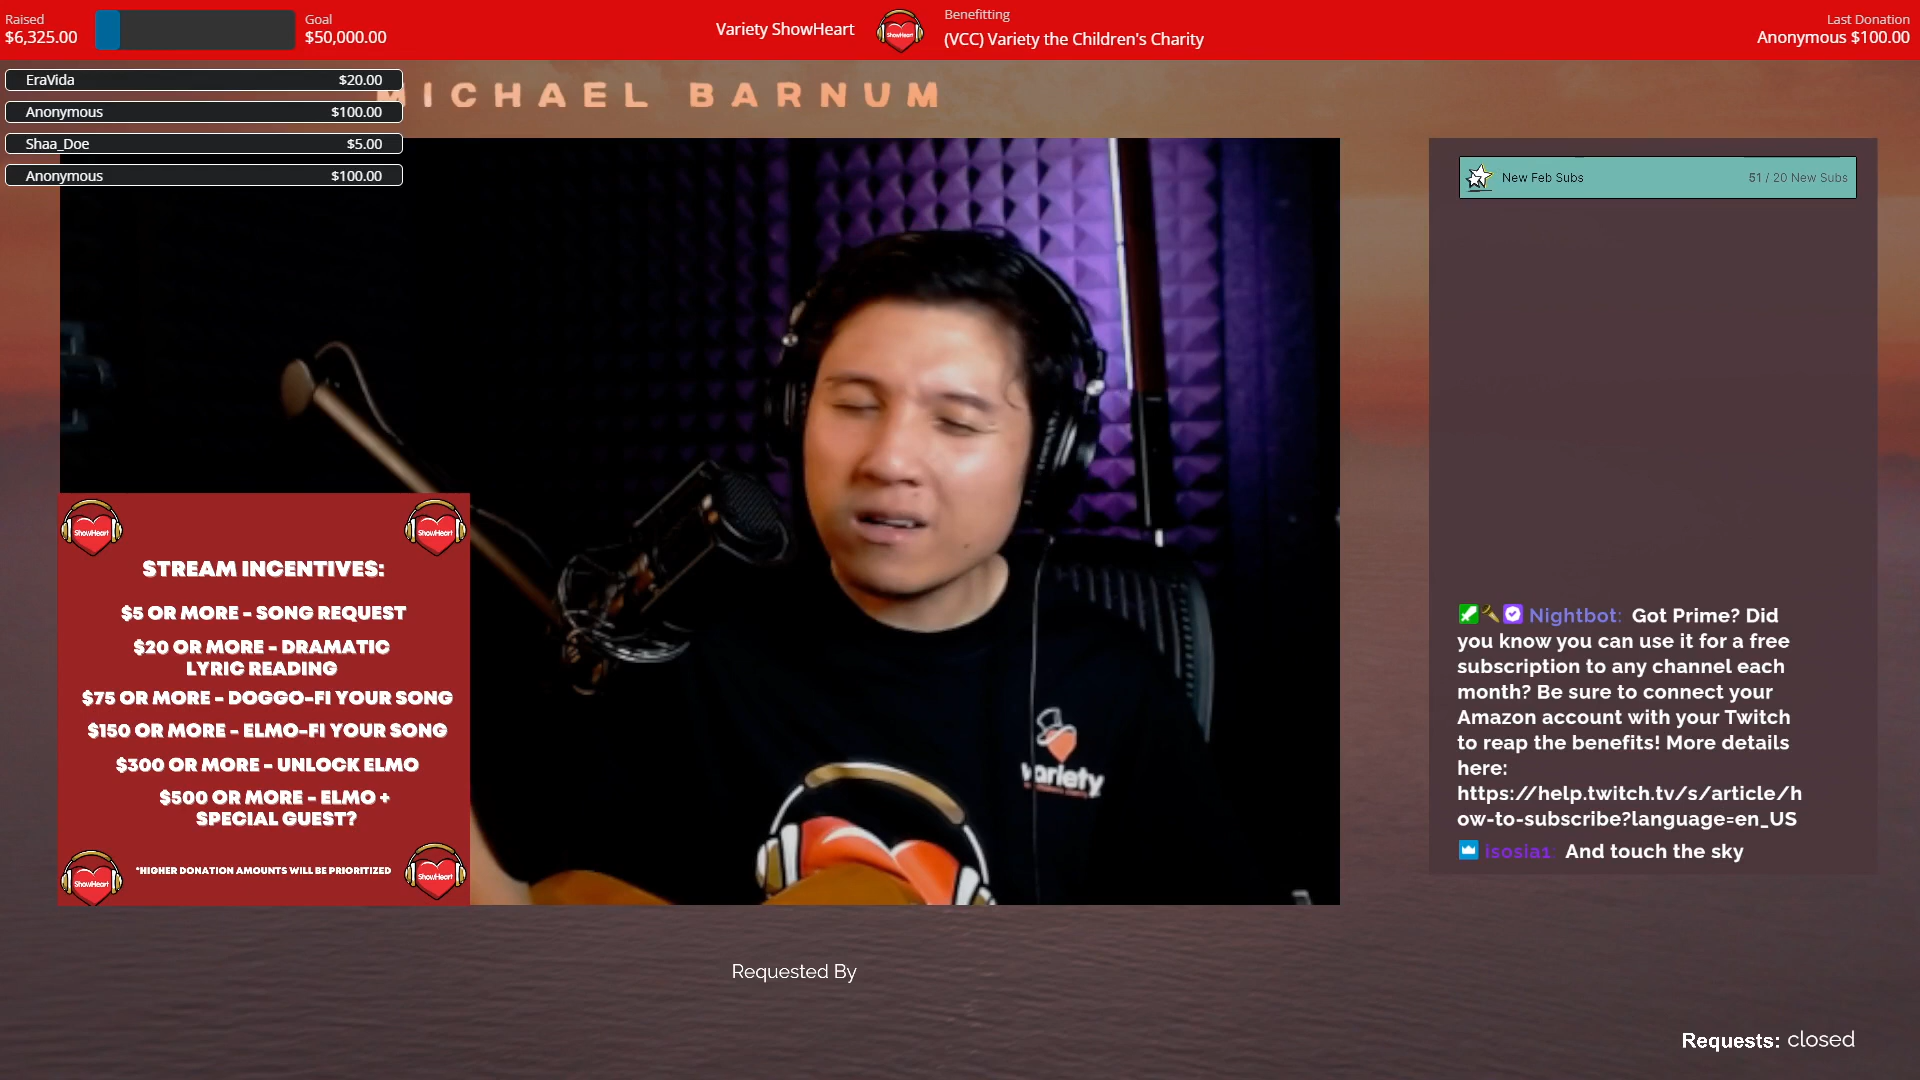 Raised
$6,325.00
Goal
$50,000.00
Variety ShowHeart
ShowHeart
Benefitting
(VCC) Variety the Children's Charity
Last Donation
Anonymous $100.00
EraVida $20.00
Anonymous $100.00
Shaa_Doe $5.00
Anonymous $100.00
MICHAEL BARNUM
New Feb Subs 51 / 20 New Subs
ShowHeart
ShowHeart
STREAM INCENTIVES:
$5 OR MORE - SONG REQUEST
$20 OR MORE - DRAMATIC
LYRIC READING
$75 OR MORE - DOGGO-FI YOUR SONG
$150 OR MORE - ELMO-FI YOUR SONG
$300 OR MORE - UNLOCK ELMO
$500 OR MORE - ELMO +
SPECIAL GUEST?
*HIGHER DONATION AMOUNTS WILL BE PRIORITIZED
ShowHeart
ShowHeart
variety
Nightbot: Got Prime? Did
you know you can use it for a free
subscription to any channel each
month? Be sure to connect your
Amazon account with your Twitch
to reap the benefits! More details
here:
https://help.twitch.tv/s/article/h
ow-to-subscribe?language=en_US
isosia1: And touch the sky
Requested By
Requests: closed